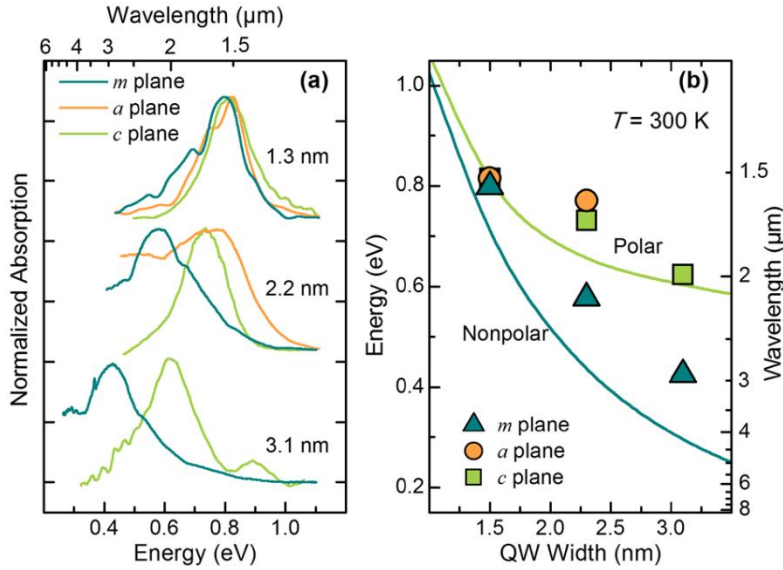 Wavelength (µm)
6 4 3 2 1.5
(a)
m plane
a plane
c plane
1.3 nm
2.2 nm
3.1 nm
Normalized Absorption
0.4 0.6 0.8 1.0
Energy (eV)
(b)
T = 300 K
1.0
0.8
0.6
0.4
0.2
Energy (eV)
Polar
Nonpolar
m plane
a plane
c plane
1.5
2
3
4
6
8
Wavelength (µm)
1.5 2.0 2.5 3.0
QW Width (nm)